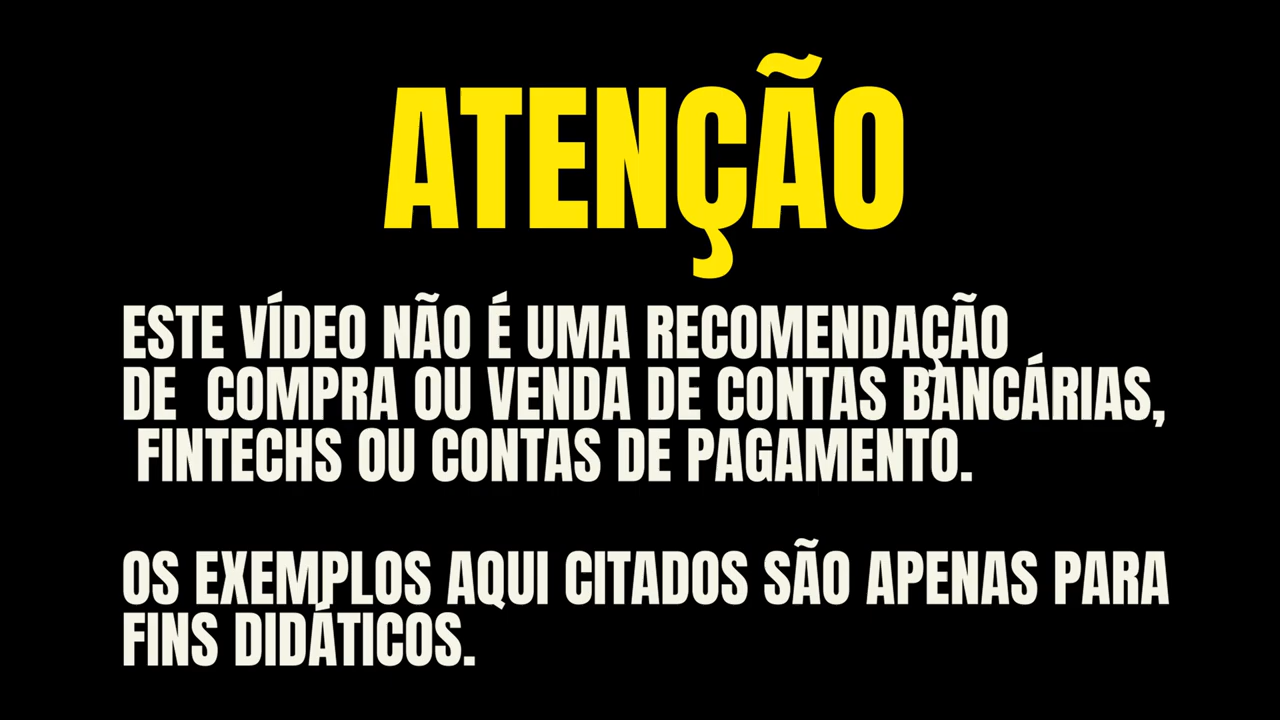 ATENÇÃO
ESTE VÍDEO NÃO É UMA RECOMENDAÇÃO
DE COMPRA OU VENDA DE CONTAS BANCÁRIAS,
FINTECHS OU CONTAS DE PAGAMENTO.
OS EXEMPLOS AQUI CITADOS SÃO APENAS PARA
FINS DIDÁTICOS.